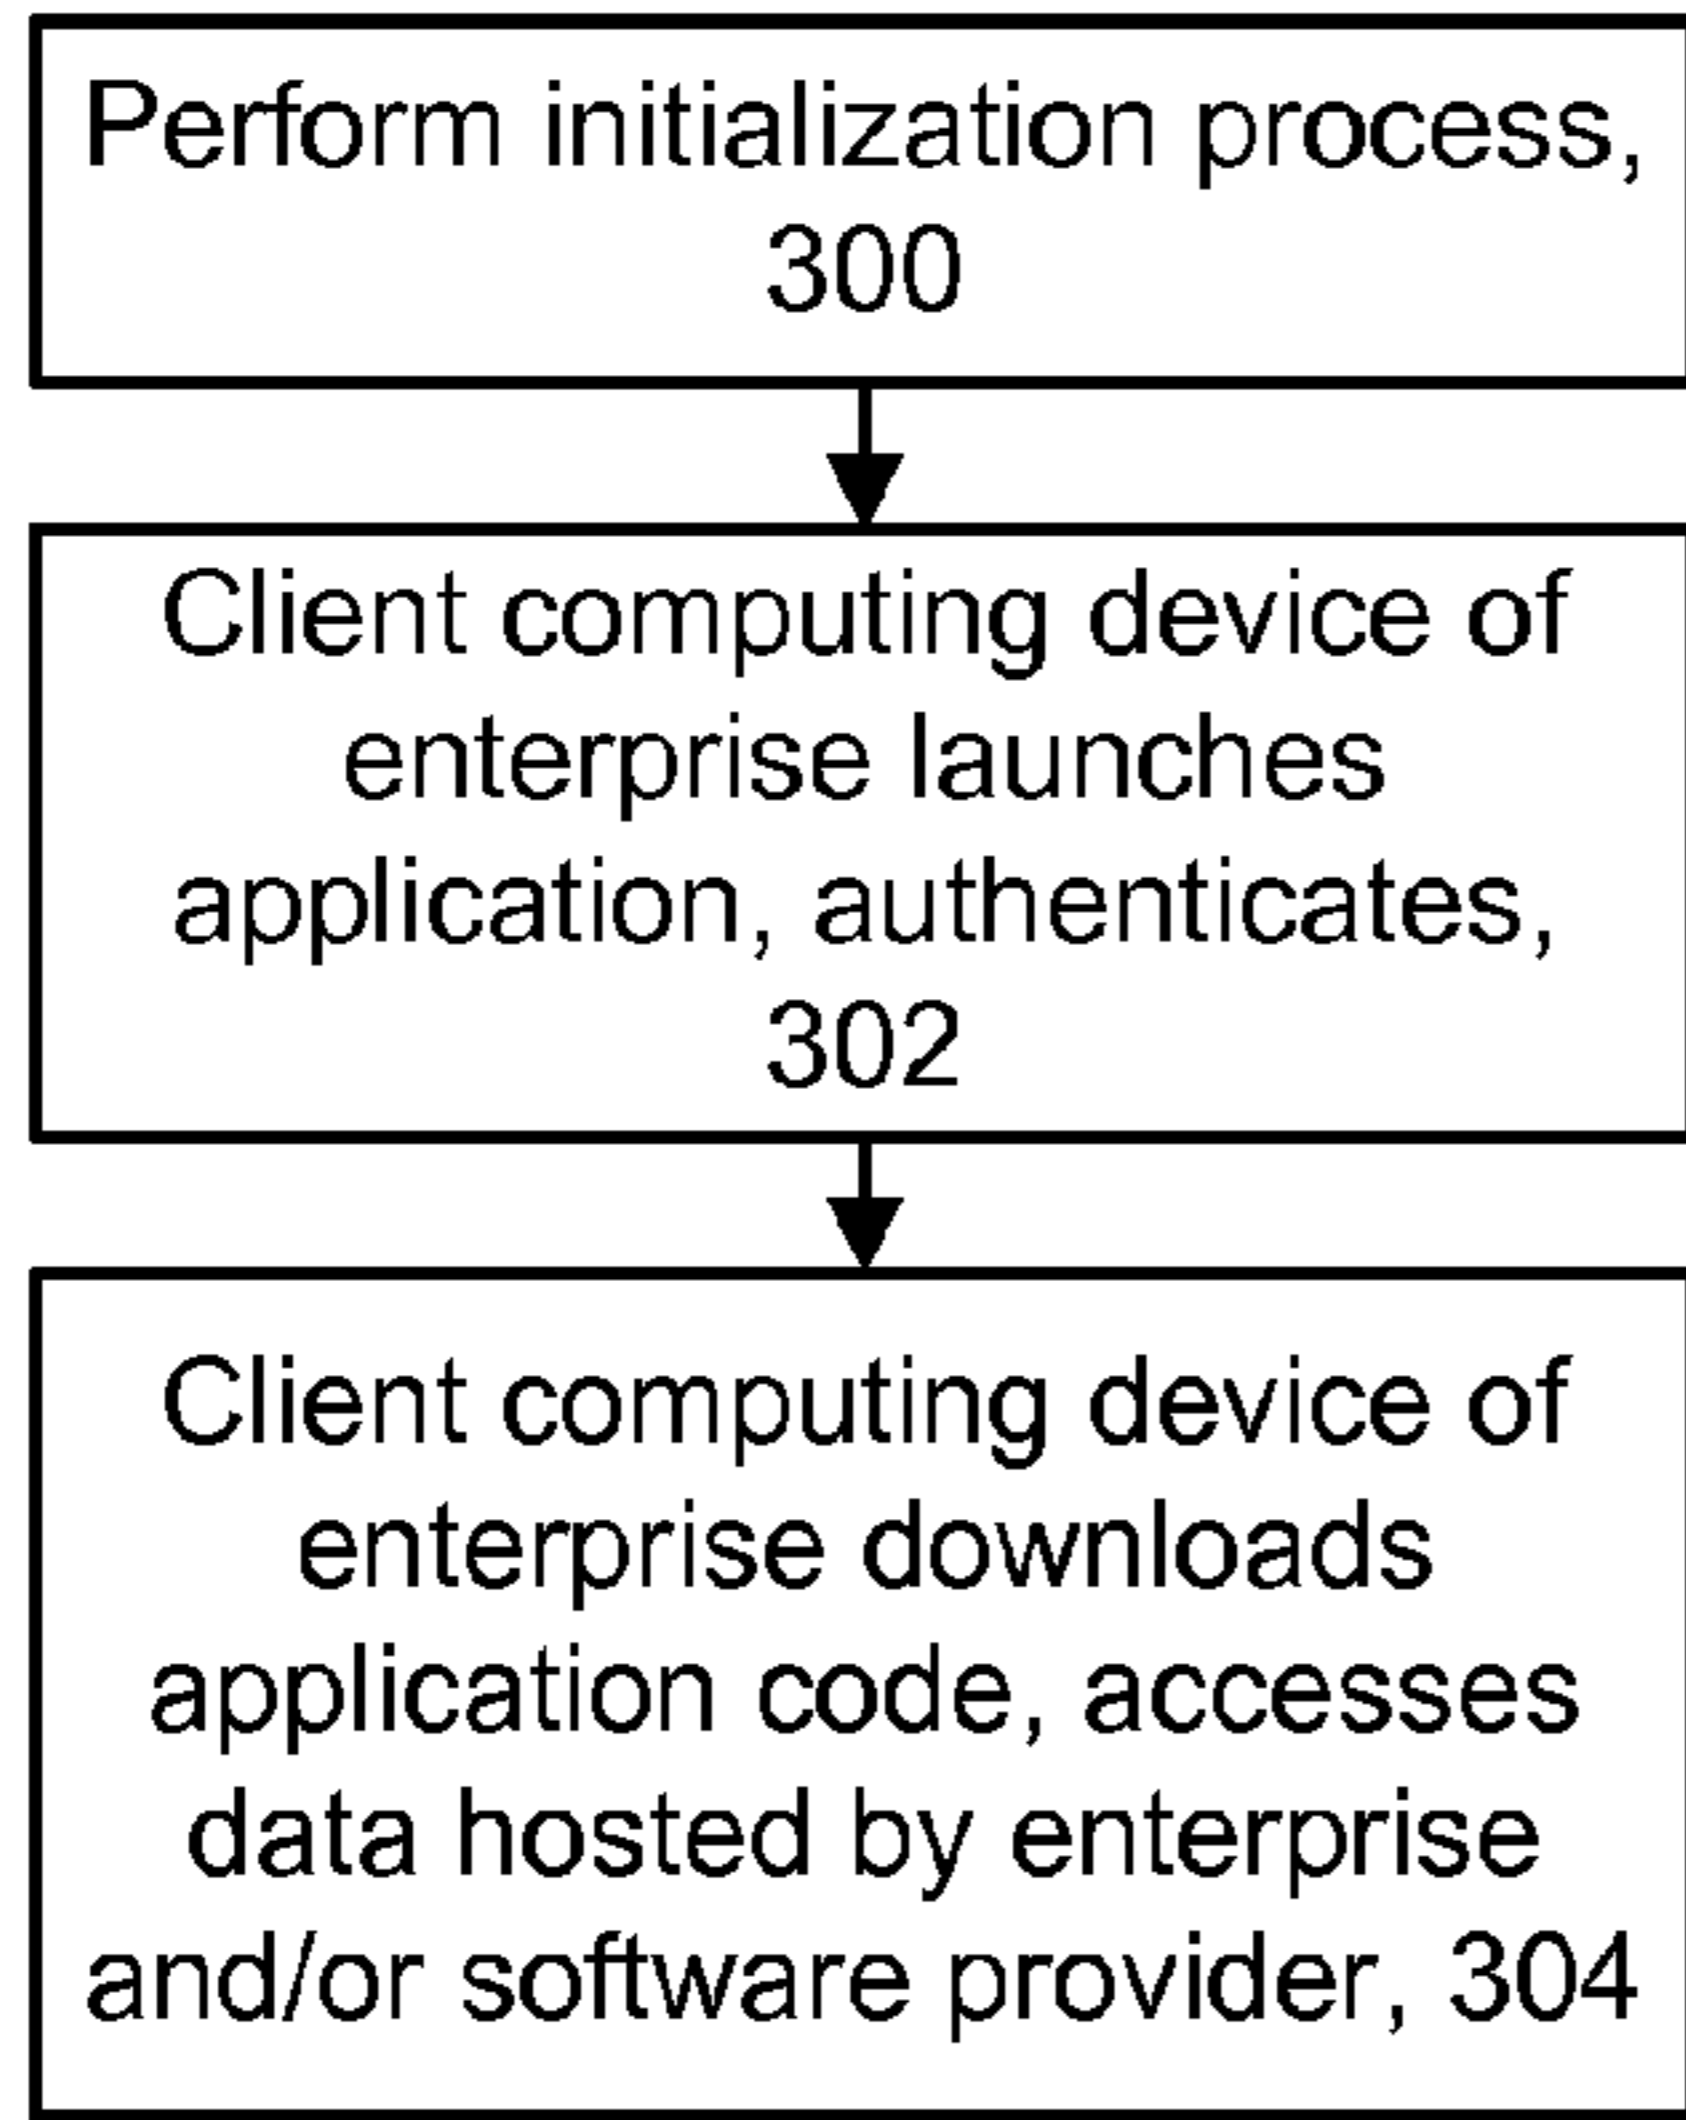 Perform initialization process,
300
Client computing device of
enterprise launches
application, authenticates,
302
Client computing device of
enterprise downloads
application code, accesses
data hosted by enterprise
and/or software provider, 304